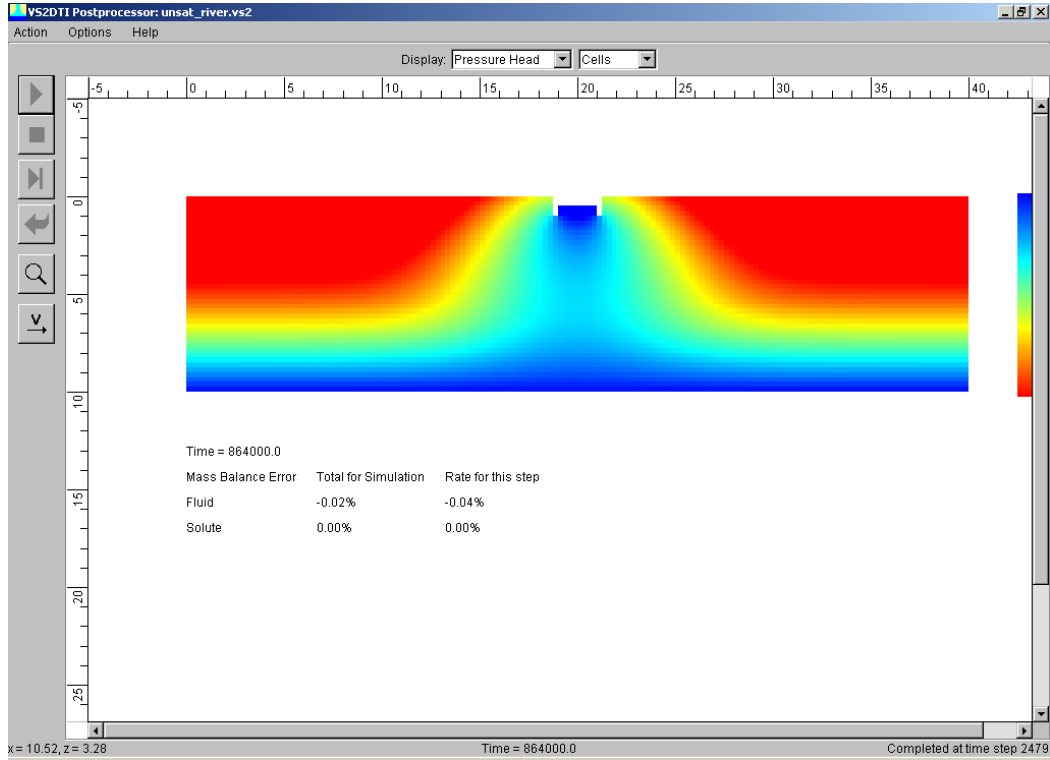 VS2DTI Postprocessor: unsat_river.vs2
Action Options Help
Display: Pressure Head Cells
-5 0 5 10 15 20 25 30 35 40
-5
0
5
10
15
20
25
V
Time = 864000.0
Mass Balance Error Total for Simulation Rate for this step
Fluid -0.02% -0.04%
Solute 0.00% 0.00%
x = 10.52, z = 3.28 Time = 864000.0 Completed at time step 2479